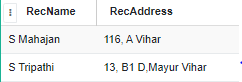 RecName RecAddress
S Mahajan 116, A Vihar
S Tripathi 13, B1 D,Mayur Vihar